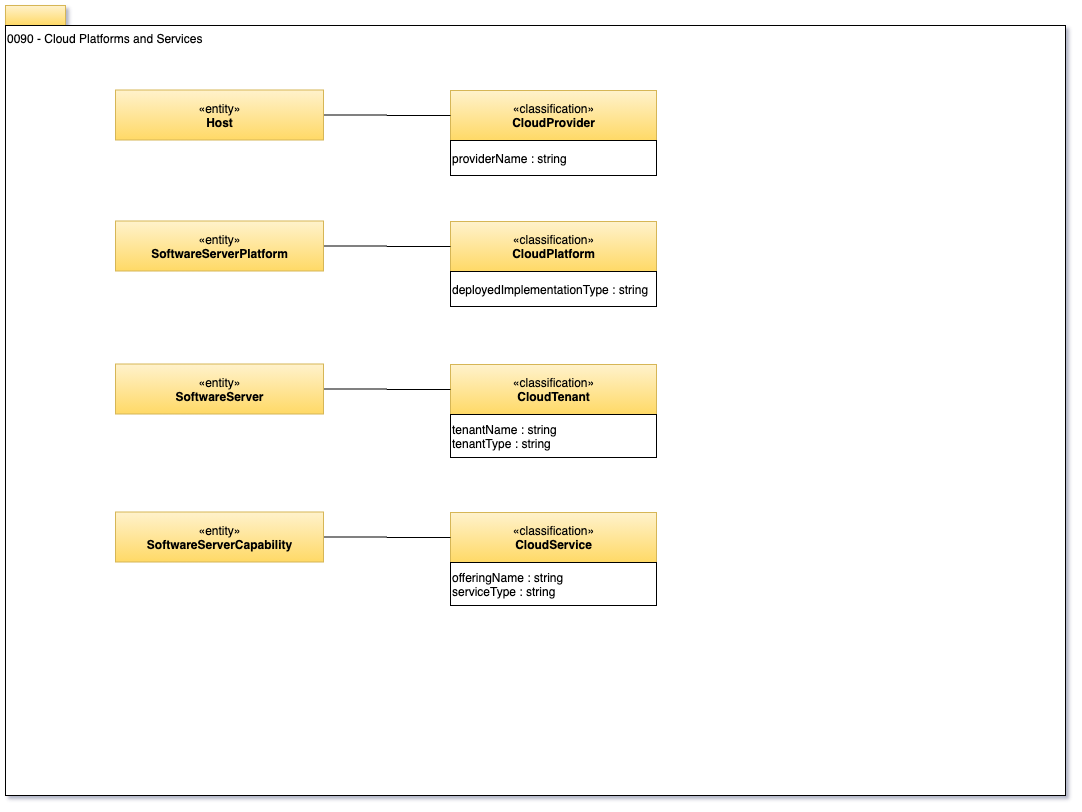 0090 - Cloud Platforms and Services
«entity»
Host
«classification»
CloudProvider
providerName : string
«entity»
SoftwareServerPlatform
«classification»
CloudPlatform
deployedImplementationType : string
«entity»
SoftwareServer
«classification»
CloudTenant
tenantName : string
tenantType : string
«entity»
SoftwareServerCapability
«classification»
CloudService
offeringName : string
serviceType : string